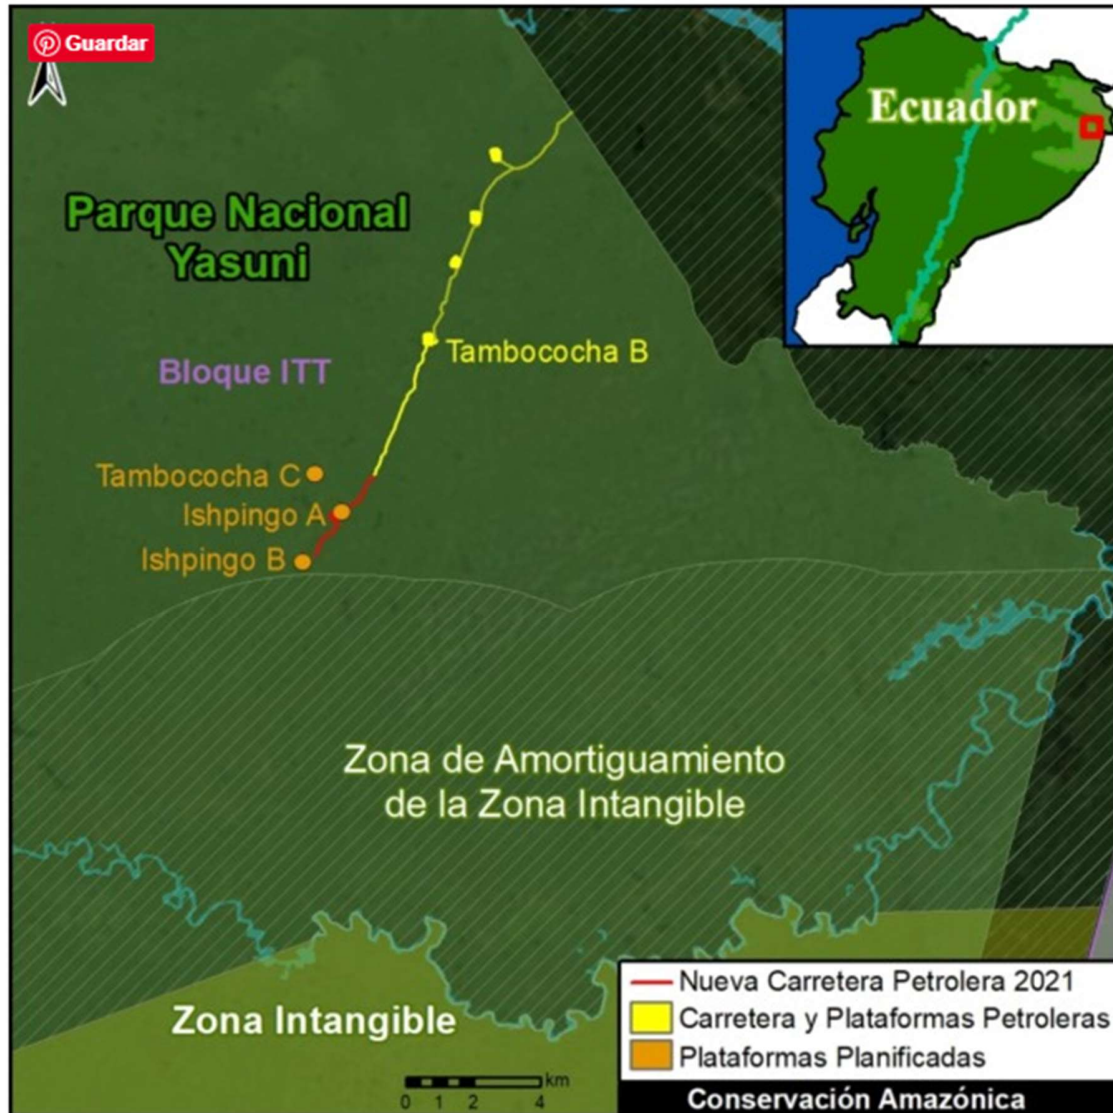 Guardar
Ecuador
Parque Nacional
Yasuni
Bloque ITT
Tambococha B
Tambococha C
Ishpingo A
Ishpingo B
Zona de Amortiguamiento
de la Zona Intangible
Zona Intangible
Nueva Carretera Petrolera 2021
Carretera y Plataformas Petroleras
Plataformas Planificadas
km
0 1 2 4
Conservación Amazónica